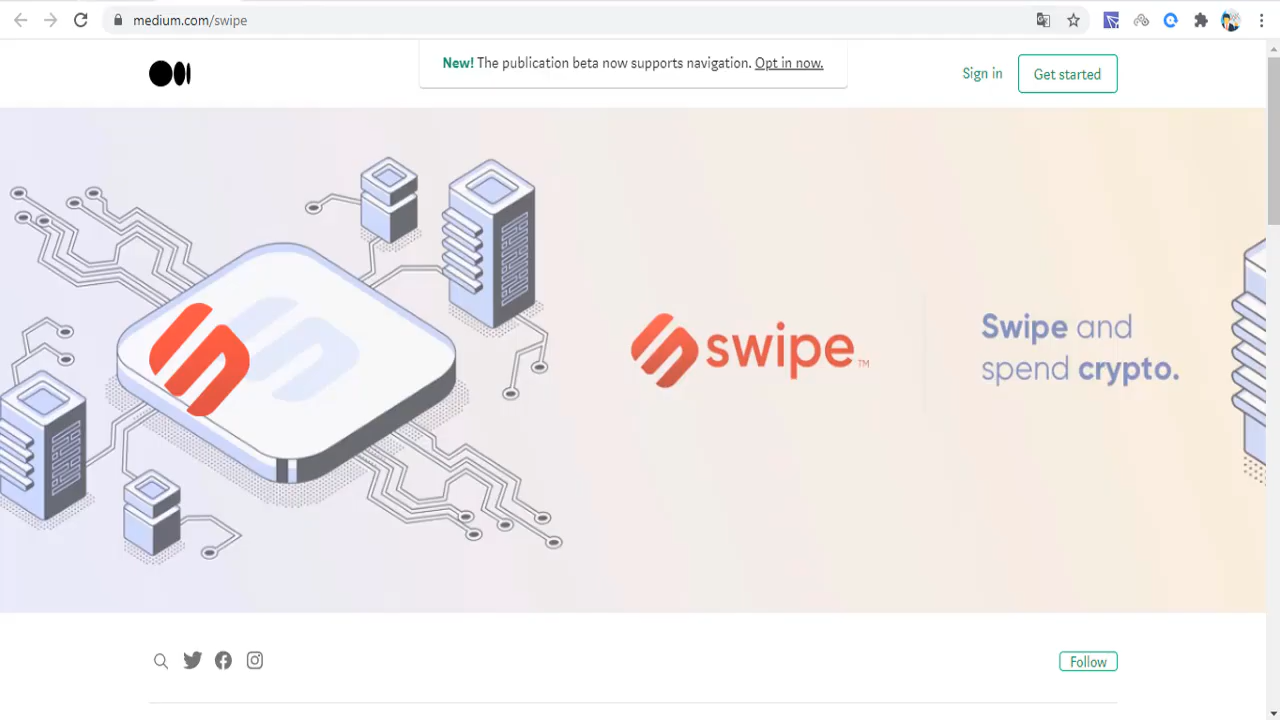 medium.com/swipe
New! The publication beta now supports navigation. Opt in now.
Sign in
Get started
swipe™
Swipe and
spend crypto.
Follow